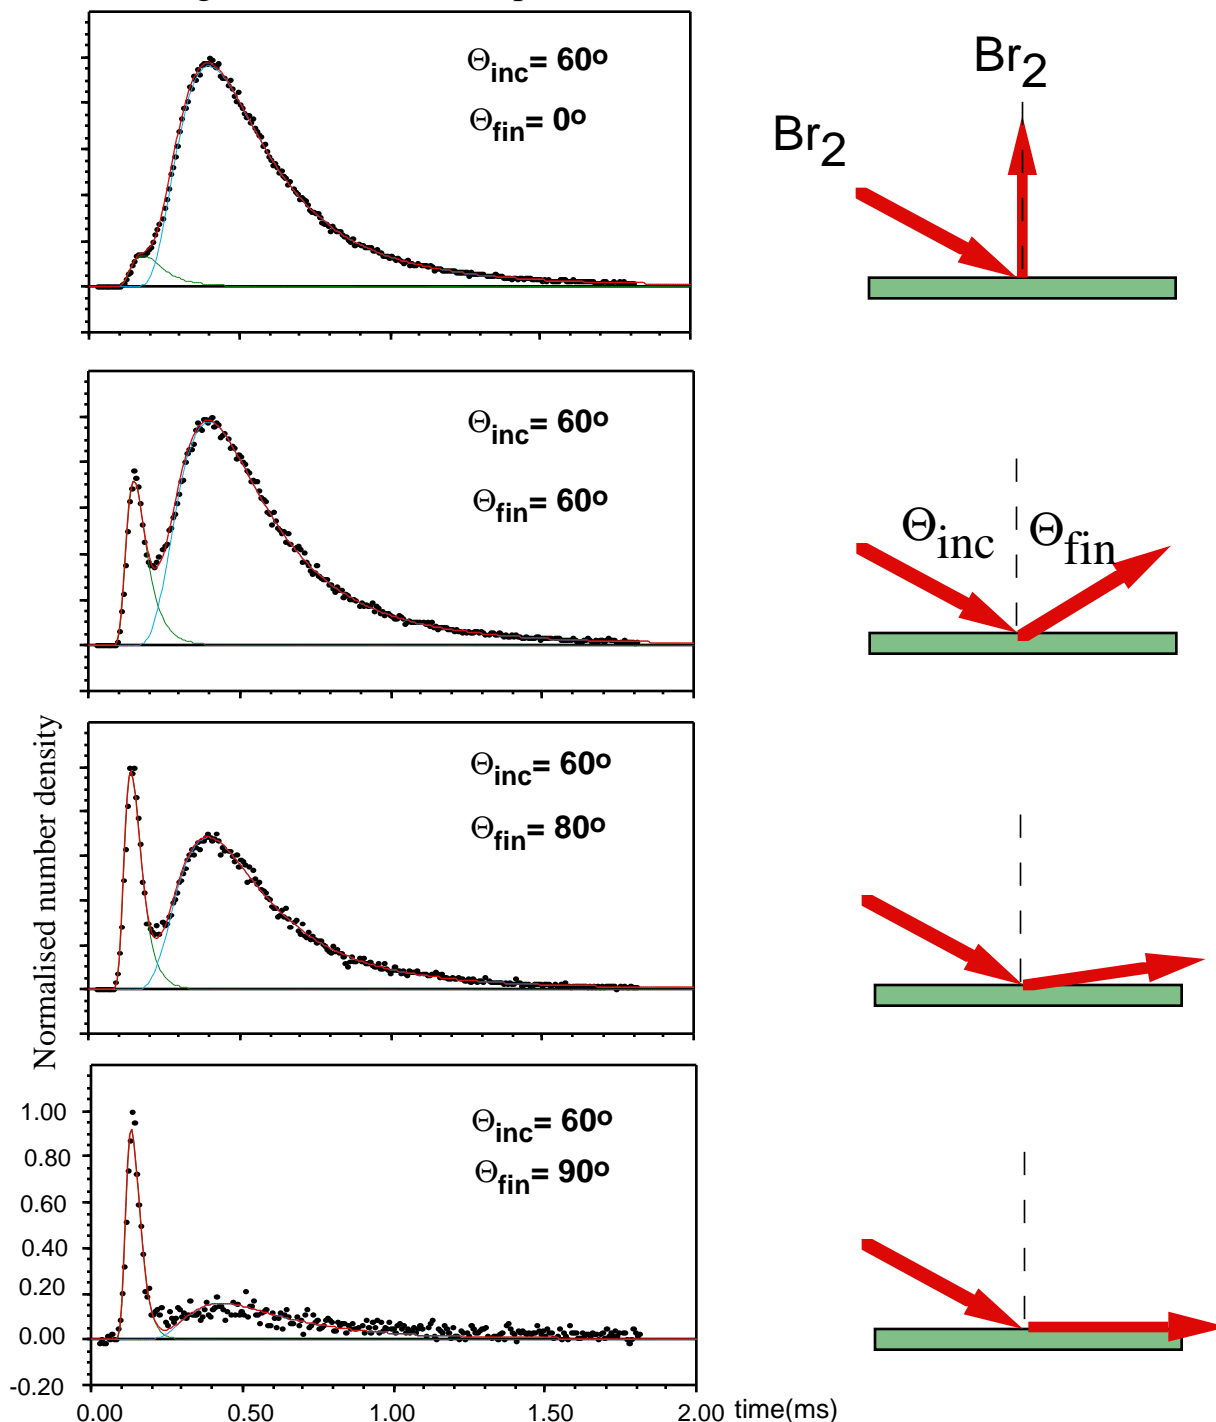 Θinc= 60º
Θfin= 0º
Br2
Br2
Θinc= 60º
Θfin= 60º
Θinc
Θfin
Normalised number density
Θinc= 60º
Θfin= 80º
Θinc= 60º
Θfin= 90º
1.00
0.80
0.60
0.40
0.20
0.00
-0.20
0.00 0.50 1.00 1.50 2.00 time(ms)